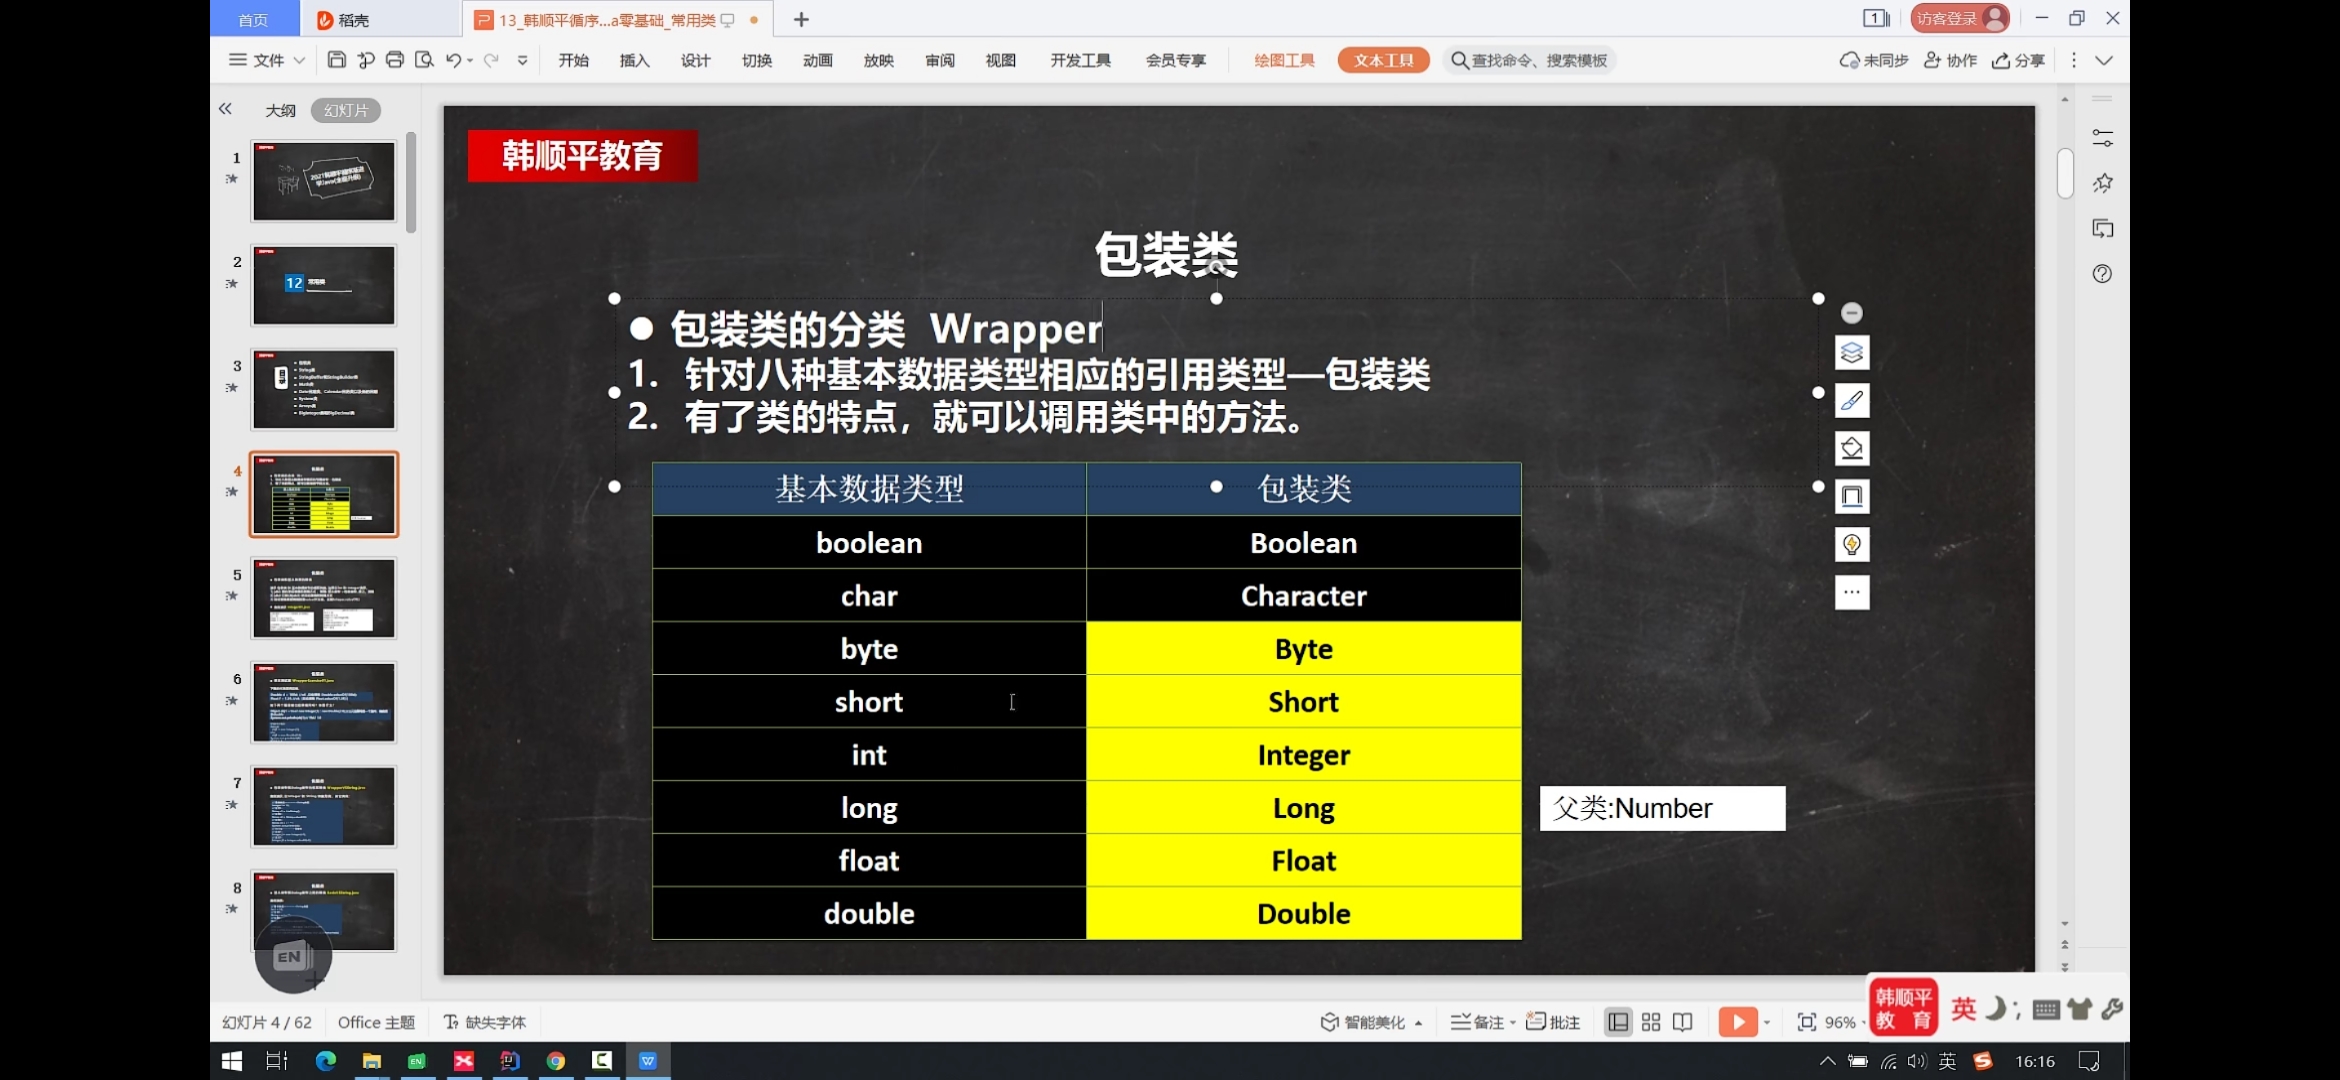 首页
稻壳
13_韩顺平循序...a零基础_常用类
1
访客登录
文件
开始
插入
设计
切换
动画
放映
审阅
视图
开发工具
会员专享
绘图工具
文本工具
查找命令、搜索模板
未同步
协作
分享
大纲
幻灯片
1
2
12 常用类
3
目录
4
5
6
7
8
EN
韩顺平教育
包装类
包装类的分类 Wrapper
1. 针对八种基本数据类型相应的引用类型—包装类
2. 有了类的特点，就可以调用类中的方法。
基本数据类型 包装类
boolean Boolean
char Character
byte Byte
short Short
int Integer
long Long
float Float
double Double
父类:Number
幻灯片 4 / 62
Office 主题
缺失字体
智能美化
备注
批注
96%
韩顺平
教 育
英
英
16:16